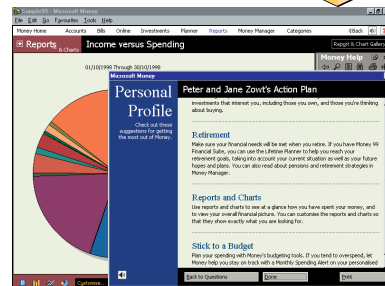 Sample99 - Microsoft Money
File Edit Go Favourites Tools Help
Money Home Accounts Bills Online Investments Planner Reports Money Manager Categories Back
Reports & Charts Income versus Spending Report & Chart Gallery
01/10/1998 Through 30/10/1998
Money Help
Microsoft Money
Personal Profile
Check out these suggestions for getting the most out of Money.
Peter and Jane Zovt's Action Plan
investments that interest you, including those you own, and those you're thinking
about buying.
Retirement
Make sure your financial needs will be met when you retire. If you have Money 99
Financial Suite, you can use the Lifetime Planner to help you reach your
retirement goals, taking into account your current situation as well as your future
hopes and plans. You can also read about pensions and retirement strategies in
Money Manager.
Reports and Charts
Use reports and charts to see at a glance how you have spent your money, and
to view your overall financial picture. You can customise the reports and charts so
that they show exactly what you are looking for.
Stick to a Budget
Plan your spending with Money's budgeting tools. If you tend to overspend, let
Money help you stay on track with a Monthly Spending Alert on your personalised
Back to Questions Done Print
Customise...